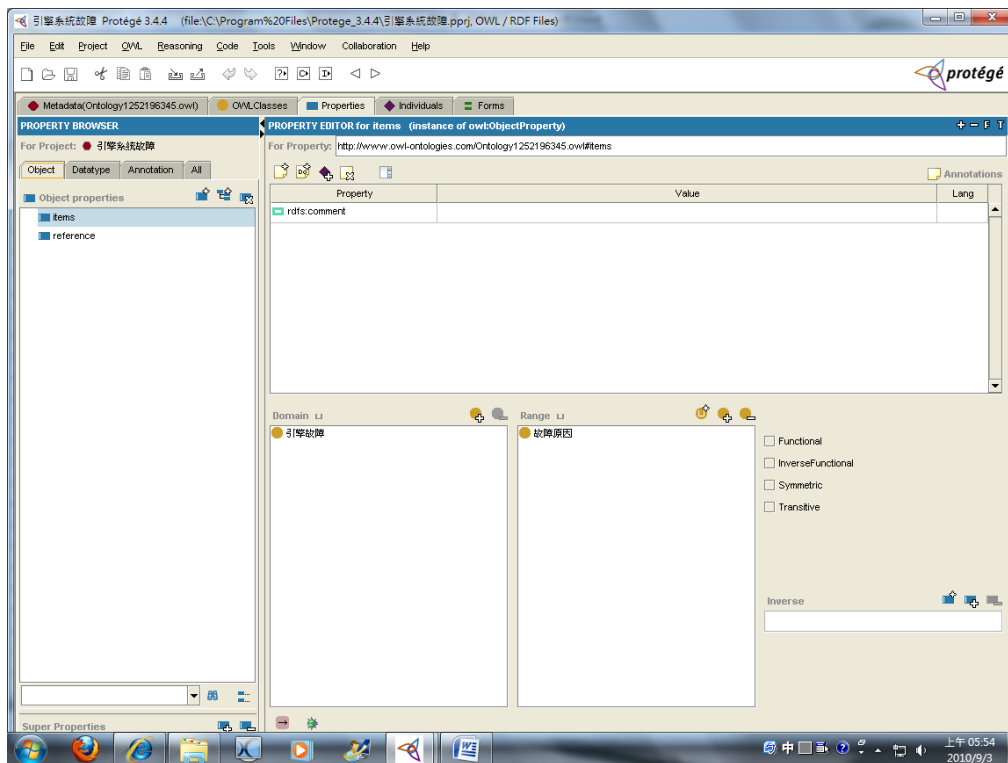 引擎系統故障 Protégé 3.4.4 (file:\C:\Program%20Files\Protege_3.4.4\引擎系統故障.pprj, OWL / RDF Files)
File Edit Project OWL Reasoning Code Tools Window Collaboration Help
protégé
Metadata(Ontology1252196345.owl) OWLClasses Properties Individuals Forms
PROPERTY BROWSER
For Project: 引擎系統故障
Object Datatype Annotation All
Object properties
items
reference
Super Properties
PROPERTY EDITOR for items (instance of owl:ObjectProperty)
+ − F T
For Property: http://www.owl-ontologies.com/Ontology1252196345.owl#items
Annotations
Property Value Lang
rdfs:comment
Domain ⊔
引擎故障
Range ⊔
故障原因
Functional
InverseFunctional
Symmetric
Transitive
Inverse
中
上午 05:54
2010/9/3